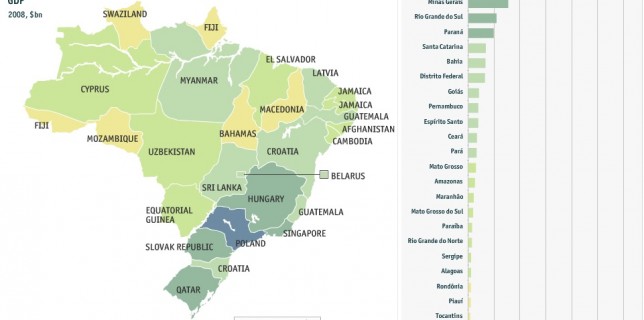 GDP
2008, $bn
SWAZILAND
FIJI
MYANMAR
EL SALVADOR
LATVIA
CYPRUS
JAMAICA
MACEDONIA
JAMAICA
GUATEMALA
FIJI
MOZAMBIQUE
BAHAMAS
AFGHANISTAN
CAMBODIA
UZBEKISTAN
CROATIA
BELARUS
SRI LANKA
HUNGARY
EQUATORIAL
GUINEA
GUATEMALA
SINGAPORE
SLOVAK REPUBLIC
POLAND
CROATIA
QATAR
Minas Gerais
Rio Grande do Sul
Paraná
Santa Catarina
Bahia
Distrito Federal
Goiás
Pernambuco
Espírito Santo
Ceará
Pará
Mato Grosso
Amazonas
Maranhão
Mato Grosso do Sul
Paraíba
Rio Grande do Norte
Sergipe
Alagoas
Rondônia
Piauí
Tocantins